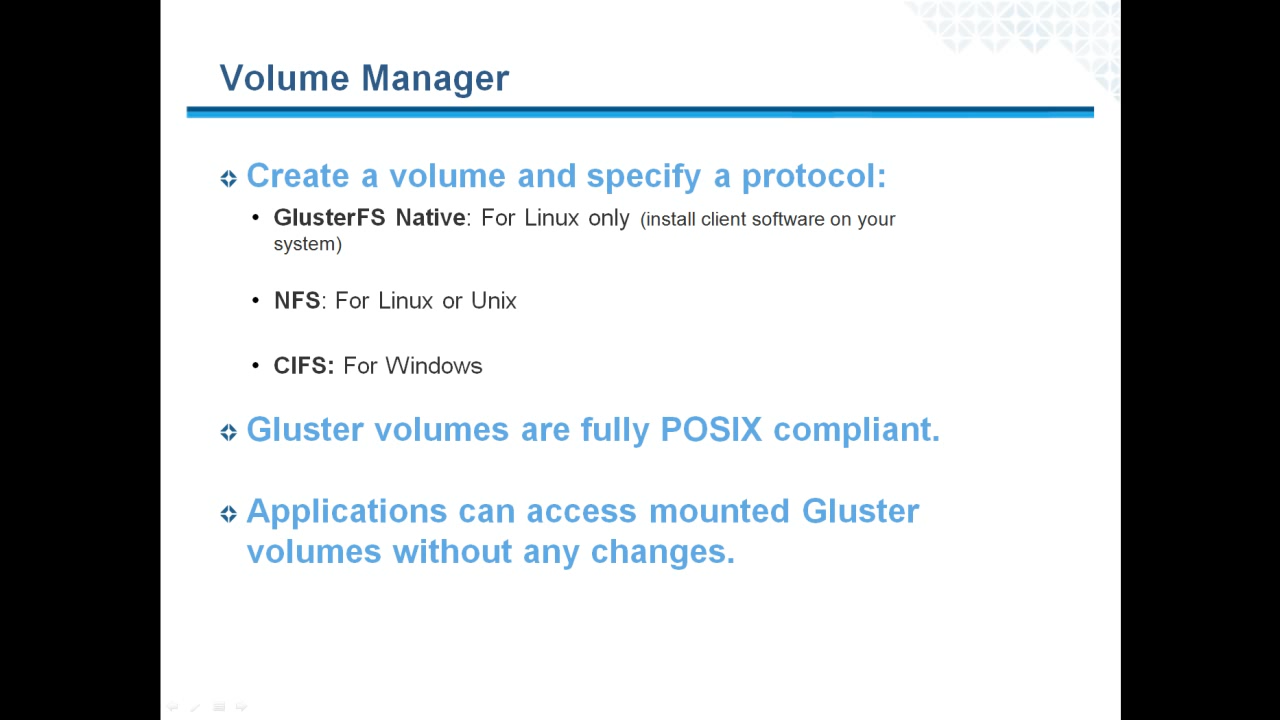 Volume Manager
Create a volume and specify a protocol:
• GlusterFS Native: For Linux only (install client software on your
system)
• NFS: For Linux or Unix
• CIFS: For Windows
Gluster volumes are fully POSIX compliant.
Applications can access mounted Gluster
volumes without any changes.